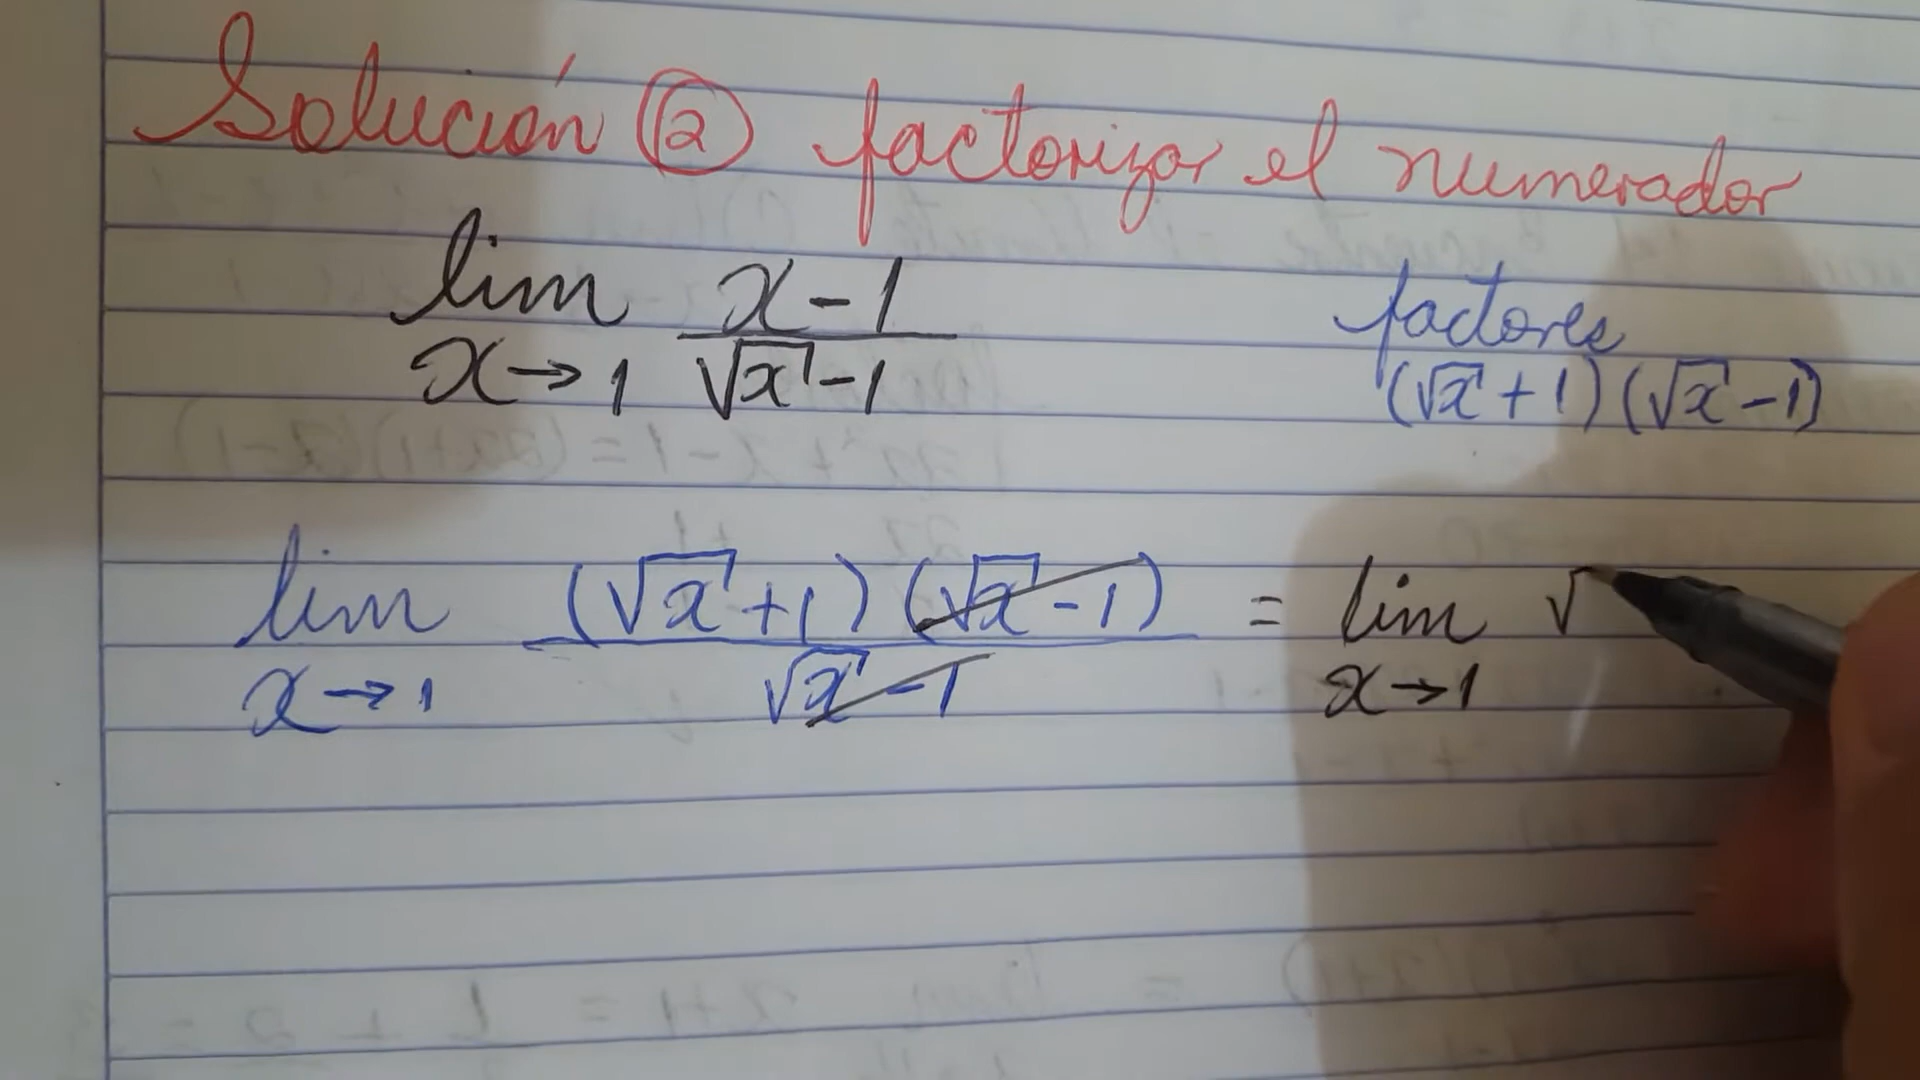 Solución ② factorizar el numerador
lim x - 1
x → 1 √x - 1
factores
(√x + 1) (√x - 1)
lim (√x + 1) (√x - 1) = lim √
x → 1 √x - 1 x → 1